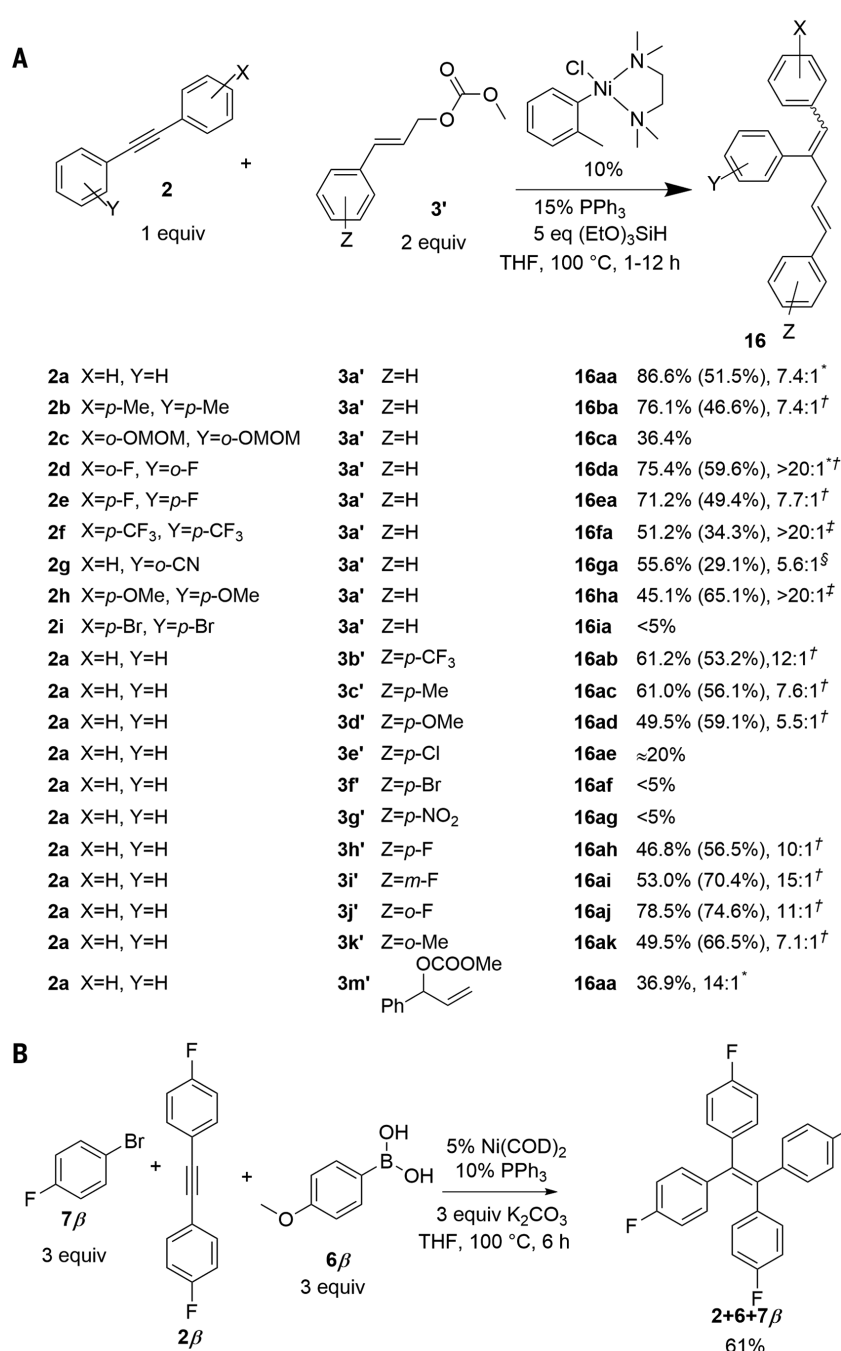 A
X
Y
2
1 equiv
+
O
O
O
Z
3'
2 equiv
Cl
N
Ni
N
10%
15% PPh₃
5 eq (EtO)₃SiH
THF, 100 °C, 1-12 h
X
Y
Z
16
2a X=H, Y=H 3a' Z=H 16aa 86.6% (51.5%), 7.4:1*
2b X=p-Me, Y=p-Me 3a' Z=H 16ba 76.1% (46.6%), 7.4:1†
2c X=o-OMOM, Y=o-OMOM 3a' Z=H 16ca 36.4%
2d X=o-F, Y=o-F 3a' Z=H 16da 75.4% (59.6%), >20:1*†
2e X=p-F, Y=p-F 3a' Z=H 16ea 71.2% (49.4%), 7.7:1†
2f X=p-CF₃, Y=p-CF₃ 3a' Z=H 16fa 51.2% (34.3%), >20:1‡
2g X=H, Y=o-CN 3a' Z=H 16ga 55.6% (29.1%), 5.6:1§
2h X=p-OMe, Y=p-OMe 3a' Z=H 16ha 45.1% (65.1%), >20:1‡
2i X=p-Br, Y=p-Br 3a' Z=H 16ia <5%
2a X=H, Y=H 3b' Z=p-CF₃ 16ab 61.2% (53.2%),12:1†
2a X=H, Y=H 3c' Z=p-Me 16ac 61.0% (56.1%), 7.6:1†
2a X=H, Y=H 3d' Z=p-OMe 16ad 49.5% (59.1%), 5.5:1†
2a X=H, Y=H 3e' Z=p-Cl 16ae ≈20%
2a X=H, Y=H 3f' Z=p-Br 16af <5%
2a X=H, Y=H 3g' Z=p-NO₂ 16ag <5%
2a X=H, Y=H 3h' Z=p-F 16ah 46.8% (56.5%), 10:1†
2a X=H, Y=H 3i' Z=m-F 16ai 53.0% (70.4%), 15:1†
2a X=H, Y=H 3j' Z=o-F 16aj 78.5% (74.6%), 11:1†
2a X=H, Y=H 3k' Z=o-Me 16ak 49.5% (66.5%), 7.1:1†
OCOOMe
2a X=H, Y=H 3m' 16aa 36.9%, 14:1*
Ph
B
Br
F
7β
3 equiv
+
F
F
2β
+
OH
B
OH
O
6β
3 equiv
5% Ni(COD)₂
10% PPh₃
3 equiv K₂CO₃
THF, 100 °C, 6 h
F
F
F
2+6+7β
61%